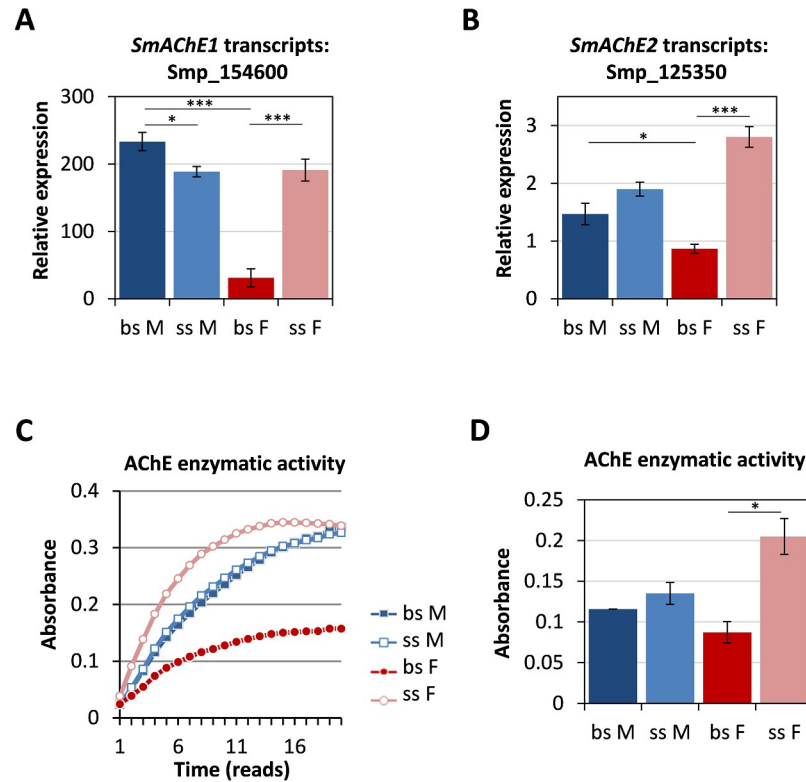 A
SmAChE1 transcripts:
Smp_154600
Relative expression
300
200
100
0
***
*
***
bs M
ss M
bs F
ss F
B
SmAChE2 transcripts:
Smp_125350
Relative expression
3
2
1
0
*
***
bs M
ss M
bs F
ss F
C
AChE enzymatic activity
Absorbance
0.4
0.3
0.2
0.1
0
1
6
11
16
Time (reads)
bs M
ss M
bs F
ss F
D
AChE enzymatic activity
Absorbance
0.25
0.2
0.15
0.1
0.05
0
*
bs M
ss M
bs F
ss F